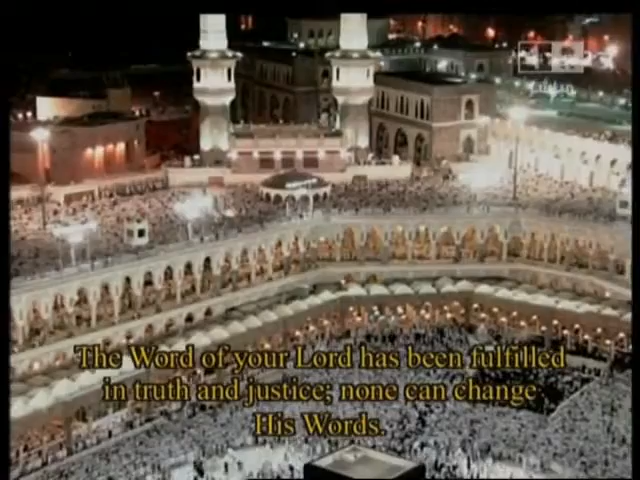 The Word of your Lord has been fulfilled
in truth and justice; none can change
His Words.